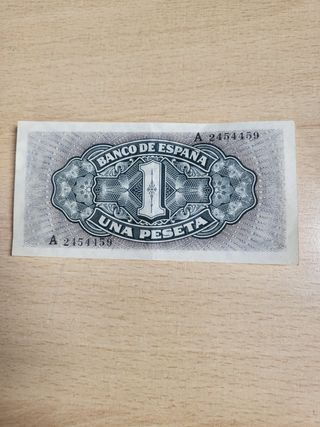 A 2454459
BANCO DE ESPAÑA
1
UNA PESETA
A 2454459